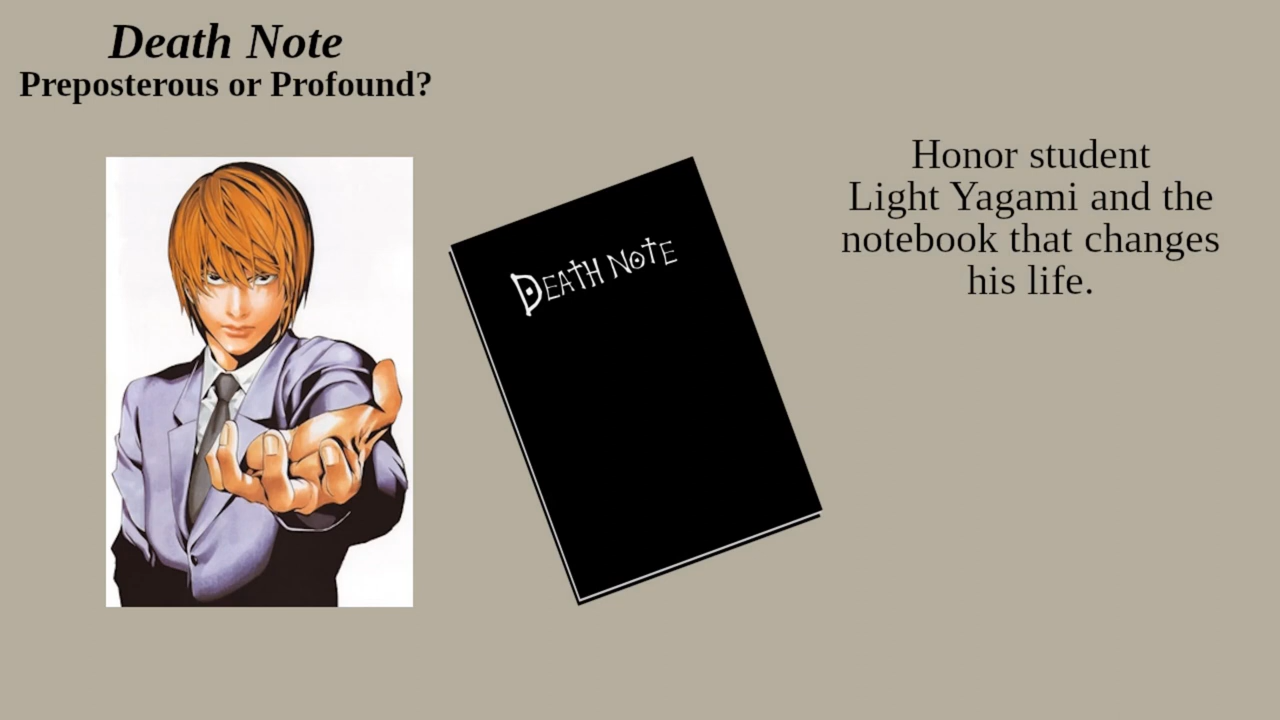 Death Note
Preposterous or Profound?
DEATH NOTE
Honor student
Light Yagami and the
notebook that changes
his life.